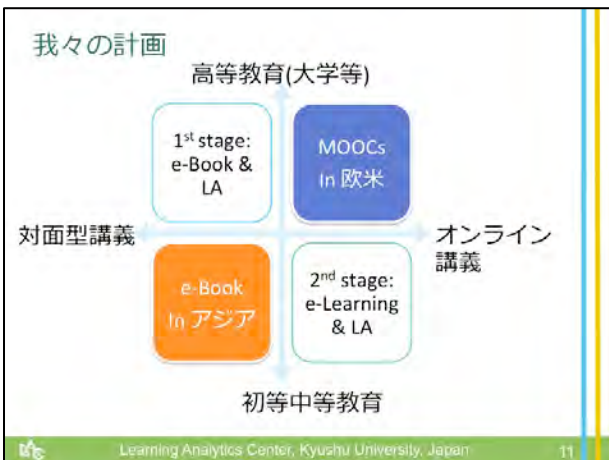 我々の計画
高等教育(大学等)
1st stage:
e-Book &
LA
MOOCs
In 欧米
対面型講義
オンライン
講義
e-Book
In アジア
2nd stage:
e-Learning
& LA
初等中等教育
Learning Analytics Center, Kyushu University, Japan
11